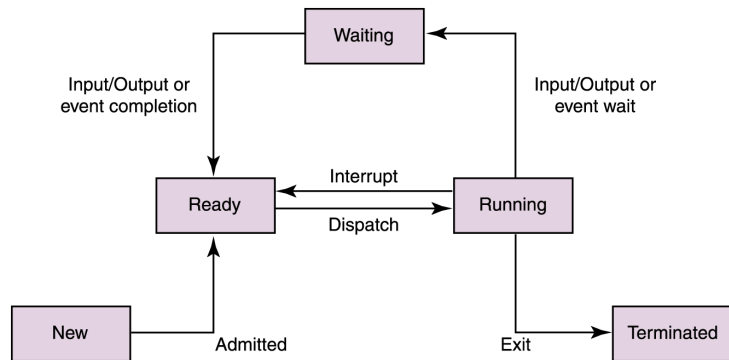 Waiting
Input/Output or
event completion
Input/Output or
event wait
Interrupt
Ready
Running
Dispatch
New
Admitted
Exit
Terminated